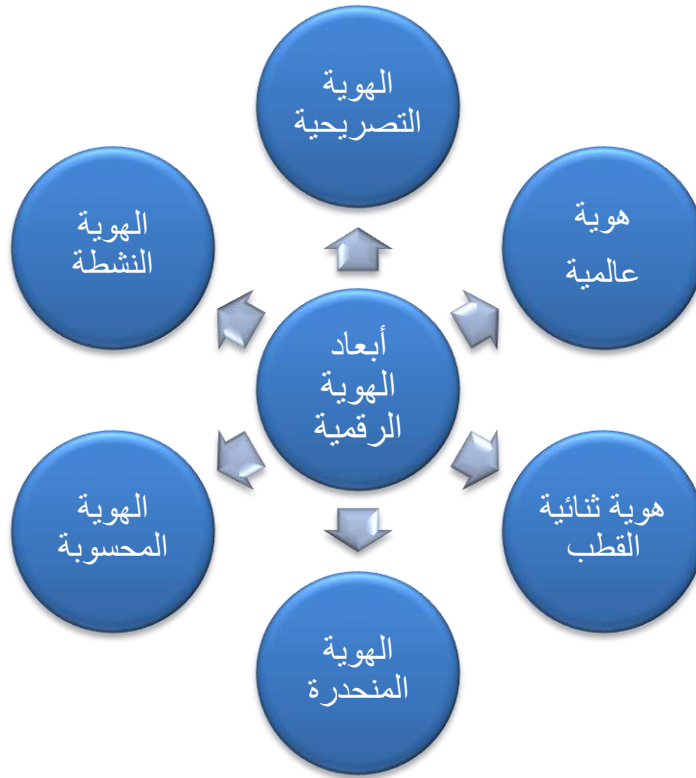 الهوية
التصريحية
هوية
عالمية
هوية ثنائية
القطب
الهوية
المنحدرة
الهوية
المحسوبة
الهوية
النشطة
أبعاد
الهوية
الرقمية